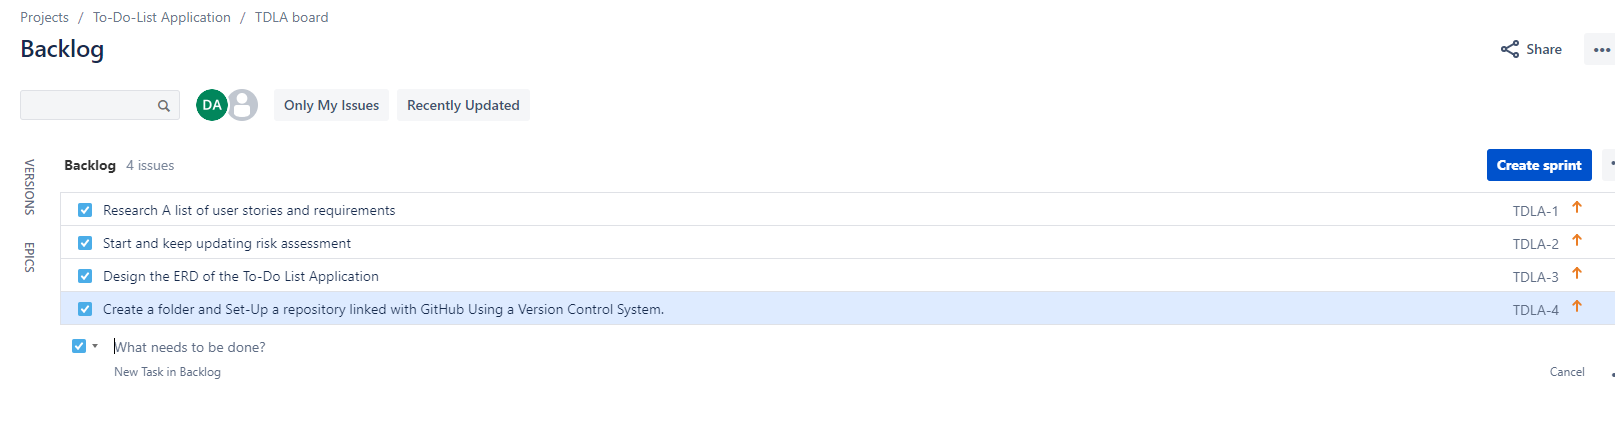 Projects / To-Do-List Application / TDLA board
Backlog
Share
DA Only My Issues Recently Updated
VERSIONS
EPICS
Backlog 4 issues Create sprint
Research A list of user stories and requirements TDLA-1
Start and keep updating risk assessment TDLA-2
Design the ERD of the To-Do List Application TDLA-3
Create a folder and Set-Up a repository linked with GitHub Using a Version Control System. TDLA-4
What needs to be done?
New Task in Backlog Cancel